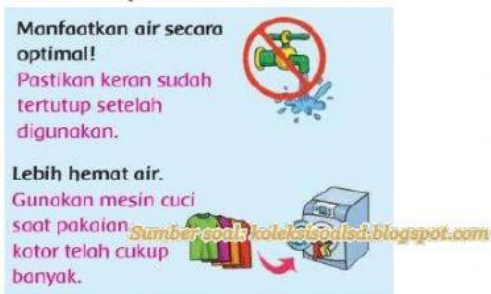 Manfaatkan air secara
optimal!
Pastikan keran sudah
tertutup setelah
digunakan.
Lebih hemat air.
Gunakan mesin cuci
saat pakaian
kotor telah cukup
banyak.
Sumber soal: koleksisoalsd.blogspot.com